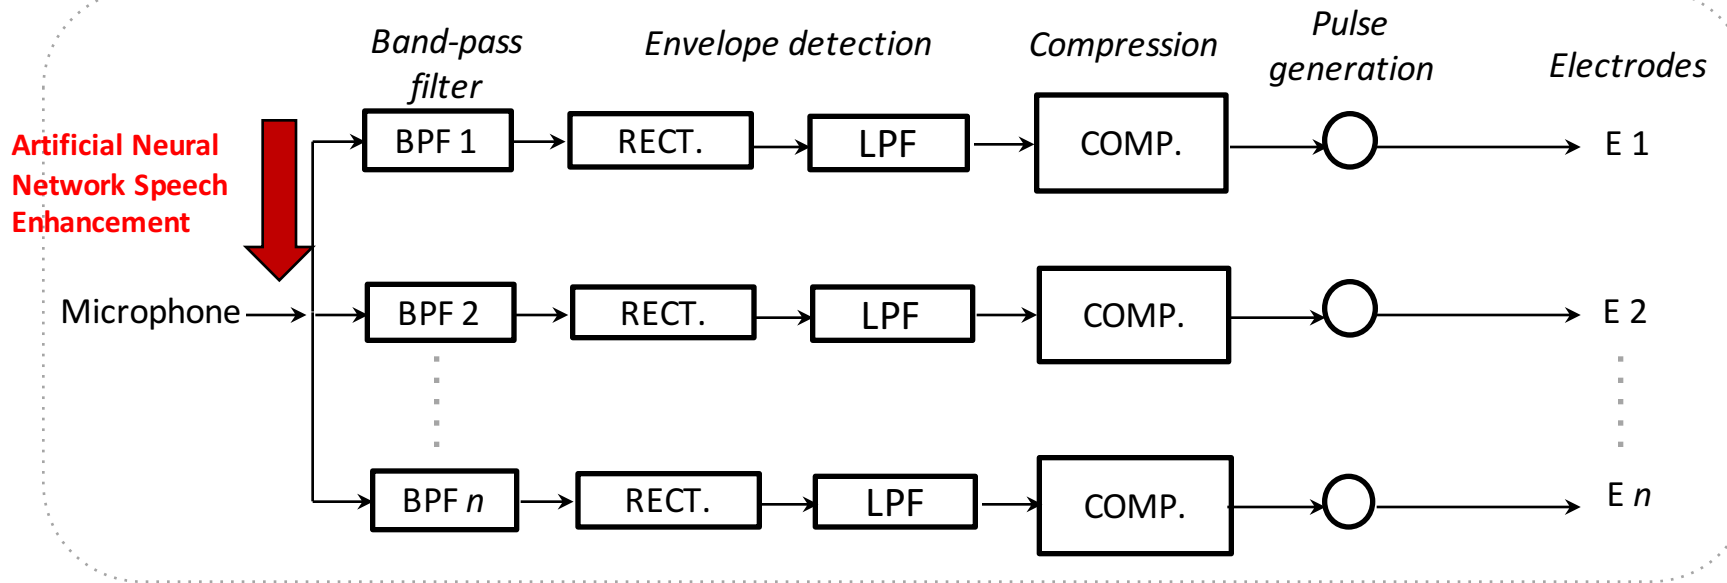 Band-pass
filter
Envelope detection
Compression
Pulse
generation
Electrodes
Artificial Neural
Network Speech
Enhancement
BPF 1
RECT.
LPF
COMP.
E 1
Microphone
BPF 2
RECT.
LPF
COMP.
E 2
BPF n
RECT.
LPF
COMP.
E n